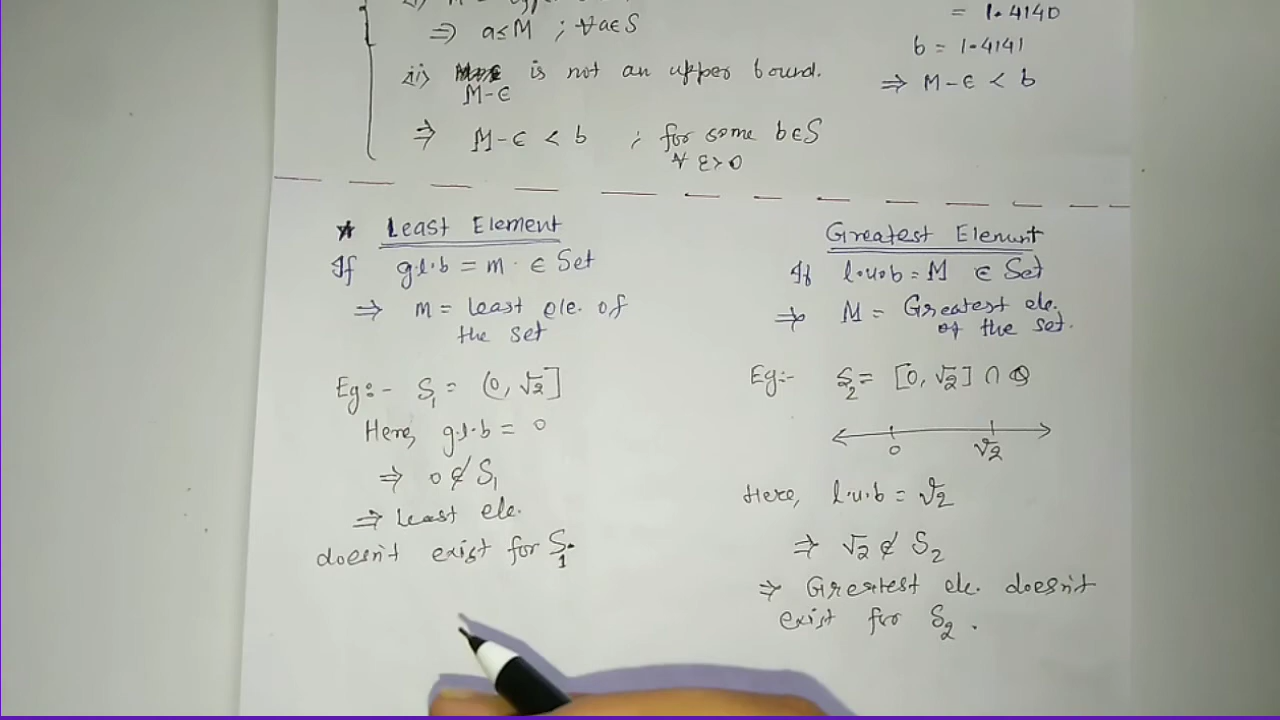 ⇒ a≤M ; ∀a∈S
ii) is not an upper bound.
M-ϵ
⇒ M-ϵ < b ; for some b∈S
∀ ε>0
= 1.4140
b = 1.4141
⇒ M-ϵ < b
* Least Element
If g.l.b = m. ∈ Set
⇒ m = least ele. of
the set
Eg:- S₁ = (0, √2]
Here, g.l.b = 0
⇒ 0 ∉ S₁
⇒ Least ele.
doesn't exist for S₁.
Greatest Element
If l.u.b = M ∈ Set
⇒ M = Greatest ele.
of the set.
Eg:- S₂ = [0, √2] ∩ Q
0 √2
Here, l.u.b = √2
⇒ √2 ∉ S₂
⇒ Greatest ele. doesn't
exist for S₂.